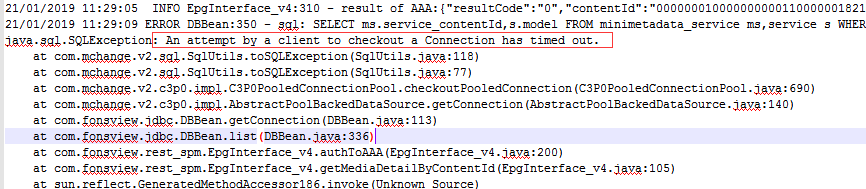 21/01/2019 11:29:05  INFO EpgInterface_v4:310 - result of AAA:{"resultCode":"0","contentId":"00000001000000000110000001821
21/01/2019 11:29:09 ERROR DBBean:350 - sql: SELECT ms.service_contentId,s.model FROM minimetadata_service ms,service s WHER
java.sql.SQLException: An attempt by a client to checkout a Connection has timed out.
at com.mchange.v2.sql.SqlUtils.toSQLException(SqlUtils.java:118)
at com.mchange.v2.sql.SqlUtils.toSQLException(SqlUtils.java:77)
at com.mchange.v2.c3p0.impl.C3P0PooledConnectionPool.checkoutPooledConnection(C3P0PooledConnectionPool.java:690)
at com.mchange.v2.c3p0.impl.AbstractPoolBackedDataSource.getConnection(AbstractPoolBackedDataSource.java:140)
at com.fonsview.jdbc.DBBean.getConnection(DBBean.java:113)
at com.fonsview.jdbc.DBBean.list(DBBean.java:336)
at com.fonsview.rest_spm.EpgInterface_v4.authToAAA(EpgInterface_v4.java:200)
at com.fonsview.rest_spm.EpgInterface_v4.getMediaDetailByContentId(EpgInterface_v4.java:105)
at sun.reflect.GeneratedMethodAccessor186.invoke(Unknown Source)